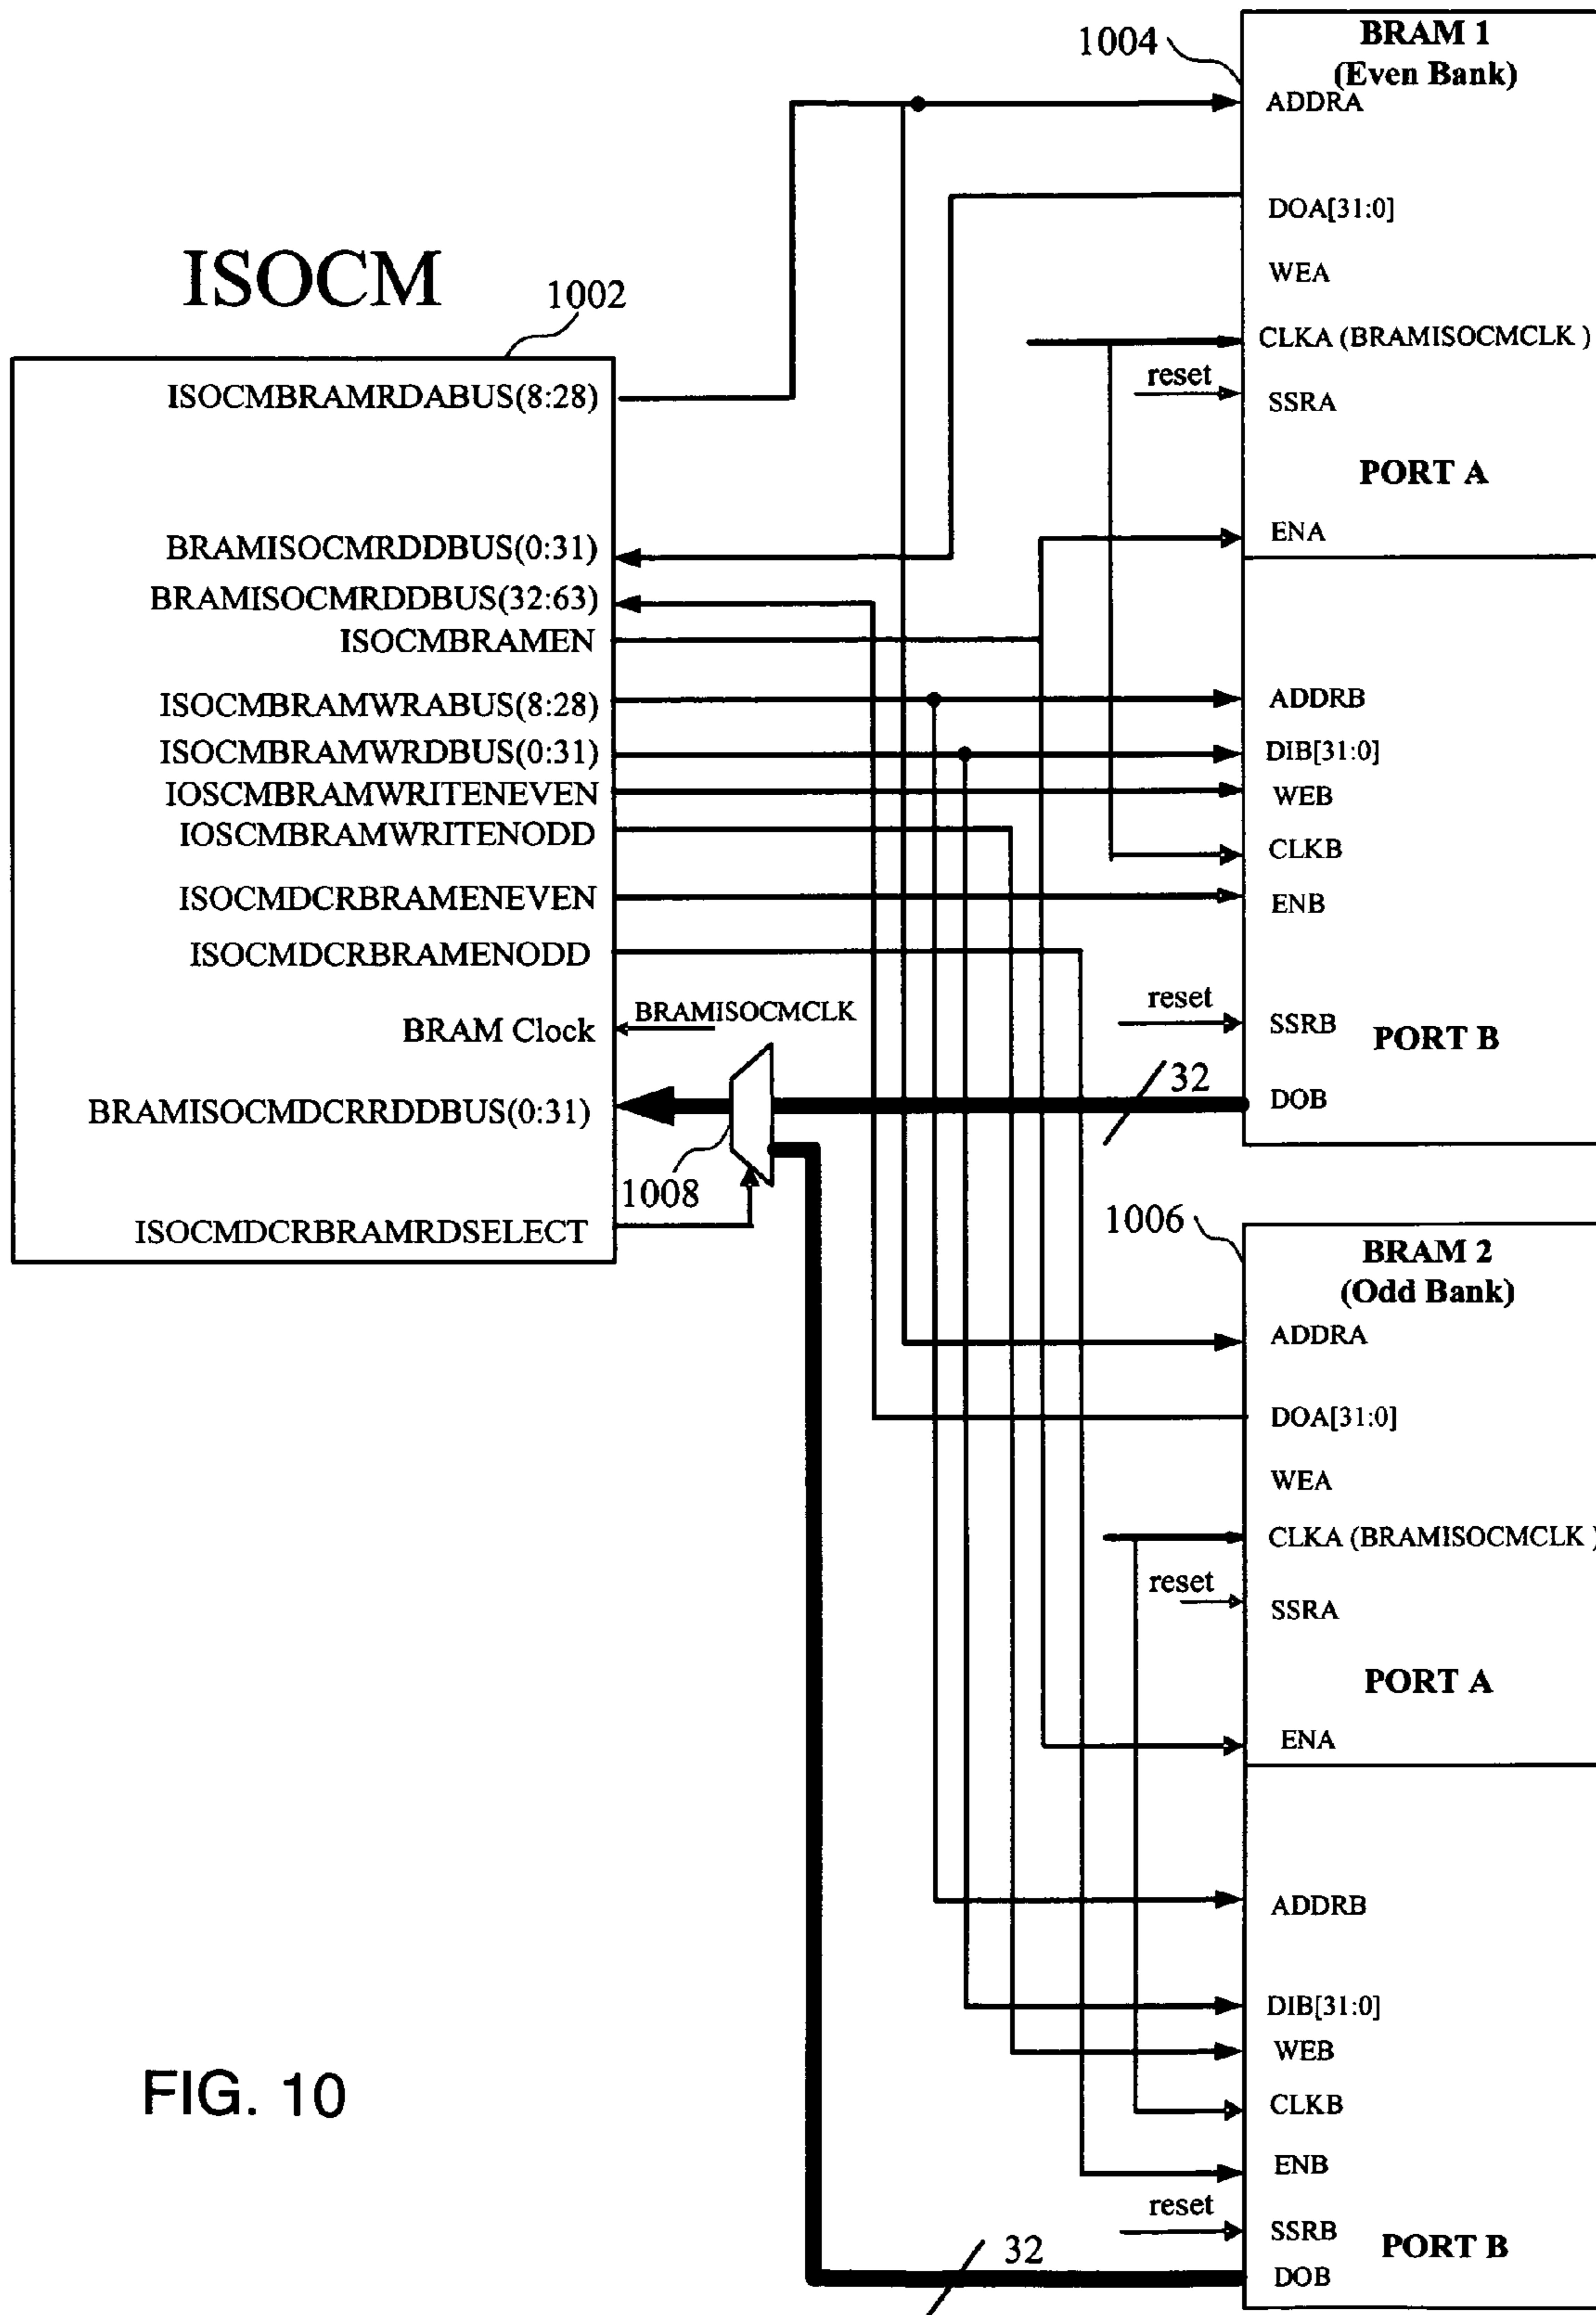 ISOCM
1002
ISOCMBRAMRDABUS(8:28)
BRAMISOCMRDDBUS(0:31)
BRAMISOCMRDDBUS(32:63)
ISOCMBRAMEN
ISOCMBRAMWRABUS(8:28)
ISOCMBRAMWRDBUS(0:31)
IOSCMBRAMWRITENEVEN
IOSCMBRAMWRITENODD
ISOCMDCRBRAMENEVEN
ISOCMDCRBRAMENODD
BRAM Clock
BRAMISOCMCLK
BRAMISOCMDCRRDDBUS(0:31)
1008
ISOCMDCRBRAMRDSELECT
1004
BRAM 1
(Even Bank)
ADDRA
DOA[31:0]
WEA
CLKA (BRAMISOCMCLK )
reset
SSRA
PORT A
ENA
ADDRB
DIB[31:0]
WEB
CLKB
ENB
reset
SSRB
PORT B
32
DOB
1006
BRAM 2
(Odd Bank)
ADDRA
DOA[31:0]
WEA
CLKA (BRAMISOCMCLK )
reset
SSRA
PORT A
ENA
ADDRB
DIB[31:0]
WEB
CLKB
ENB
reset
SSRB
PORT B
32
DOB
FIG. 10